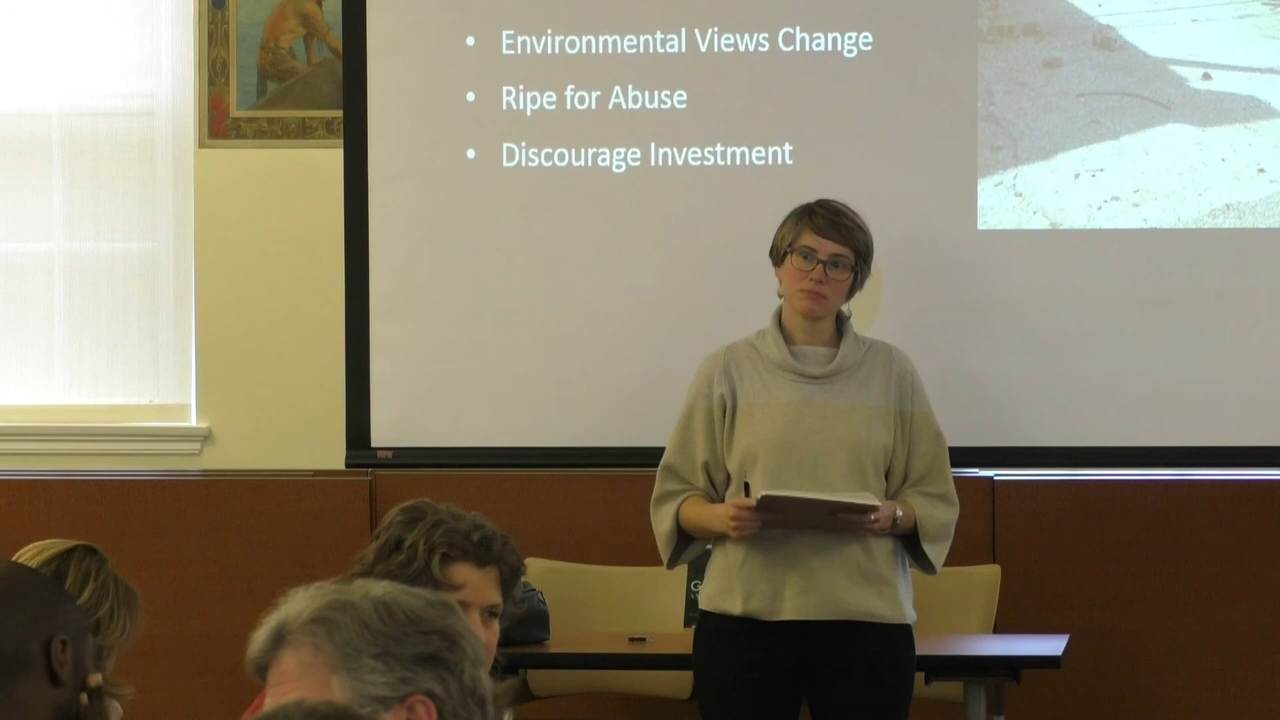 • Environmental Views Change
• Ripe for Abuse
• Discourage Investment